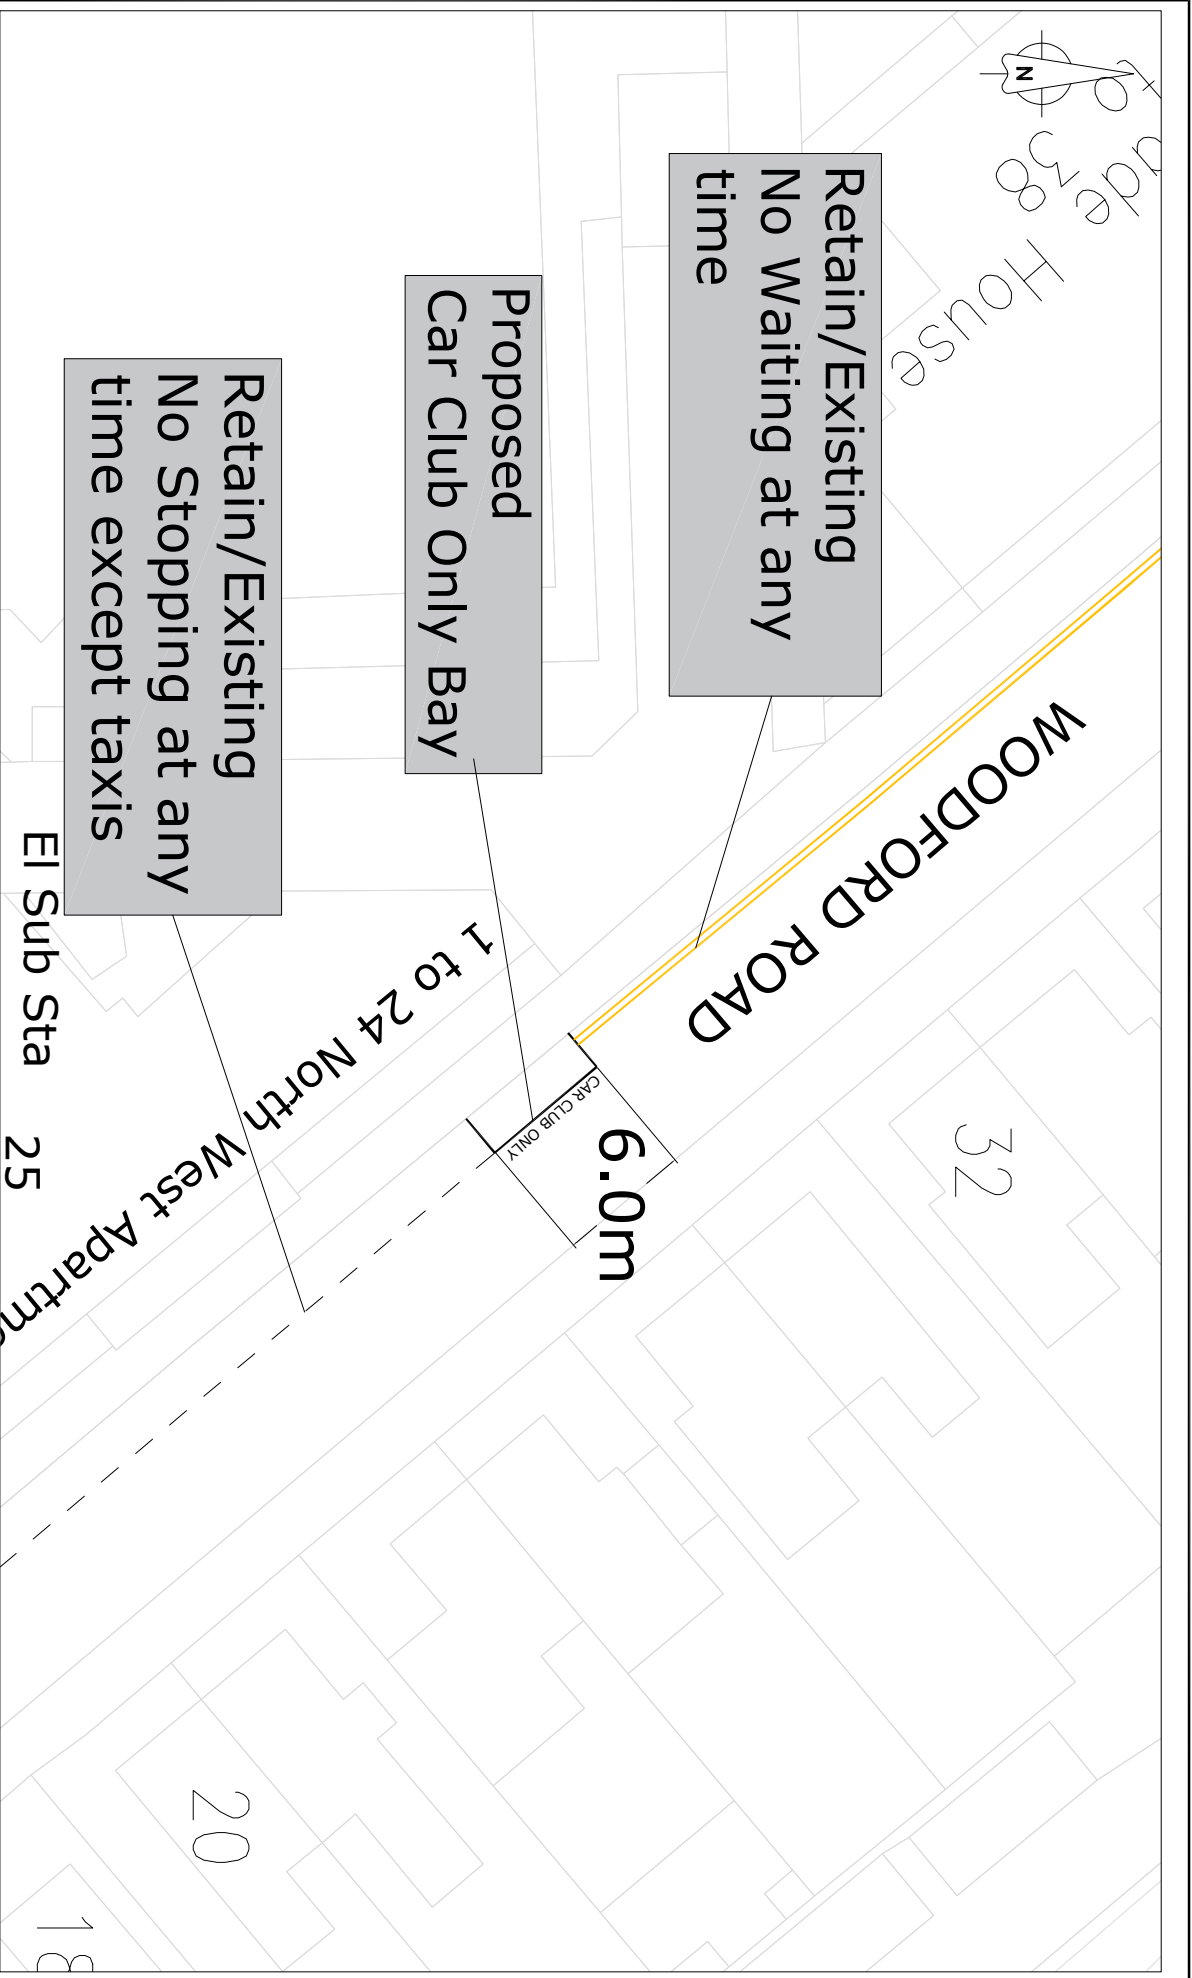 N
38
House
Retain/Existing
No Waiting at any
time
WOODFORD ROAD
Proposed
Car Club Only Bay
CAR CLUB ONLY
6.0m
32
Retain/Existing
No Stopping at any
time except taxis
1 to 24 North West
El Sub Sta
25
20
18